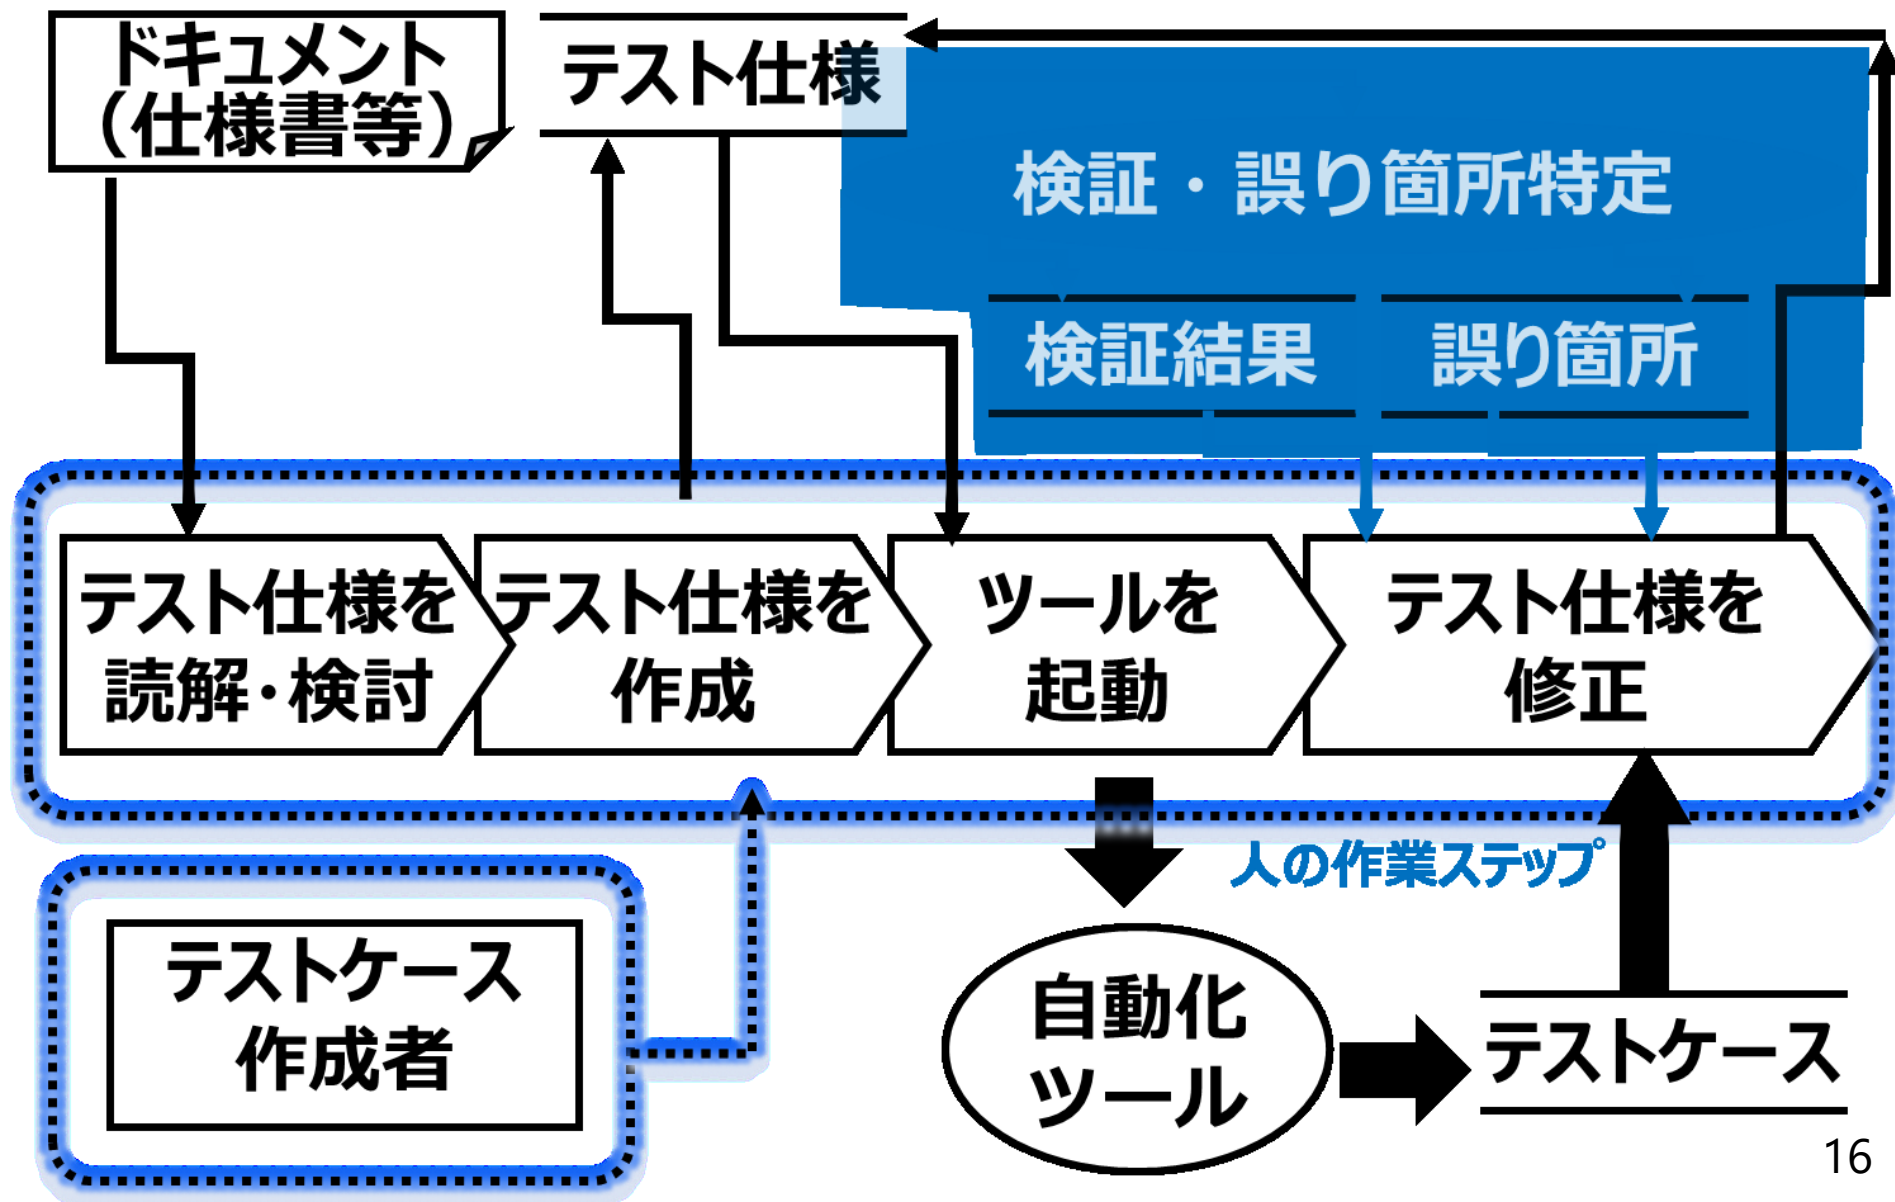 ドキュメント
（仕様書等）
テスト仕様
検証・誤り箇所特定
検証結果
誤り箇所
テスト仕様を
読解・検討
テスト仕様を
作成
ツールを
起動
テスト仕様を
修正
人の作業ステップ
テストケース
作成者
自動化
ツール
テストケース
16